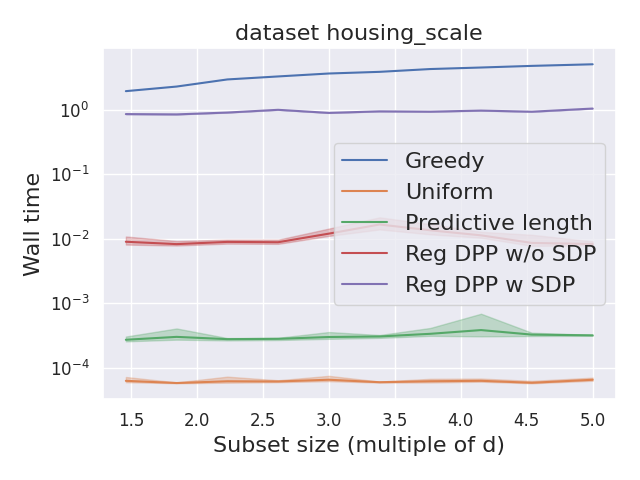 dataset housing_scale
Wall time
10⁰
10⁻¹
10⁻²
10⁻³
10⁻⁴
Greedy
Uniform
Predictive length
Reg DPP w/o SDP
Reg DPP w SDP
1.5 2.0 2.5 3.0 3.5 4.0 4.5 5.0
Subset size (multiple of d)